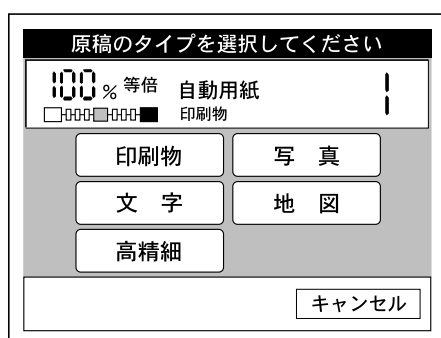 原稿のタイプを選択してください
100% 等倍 自動用紙 1
印刷物
印刷物 写 真
文 字 地 図
高精細
キャンセル